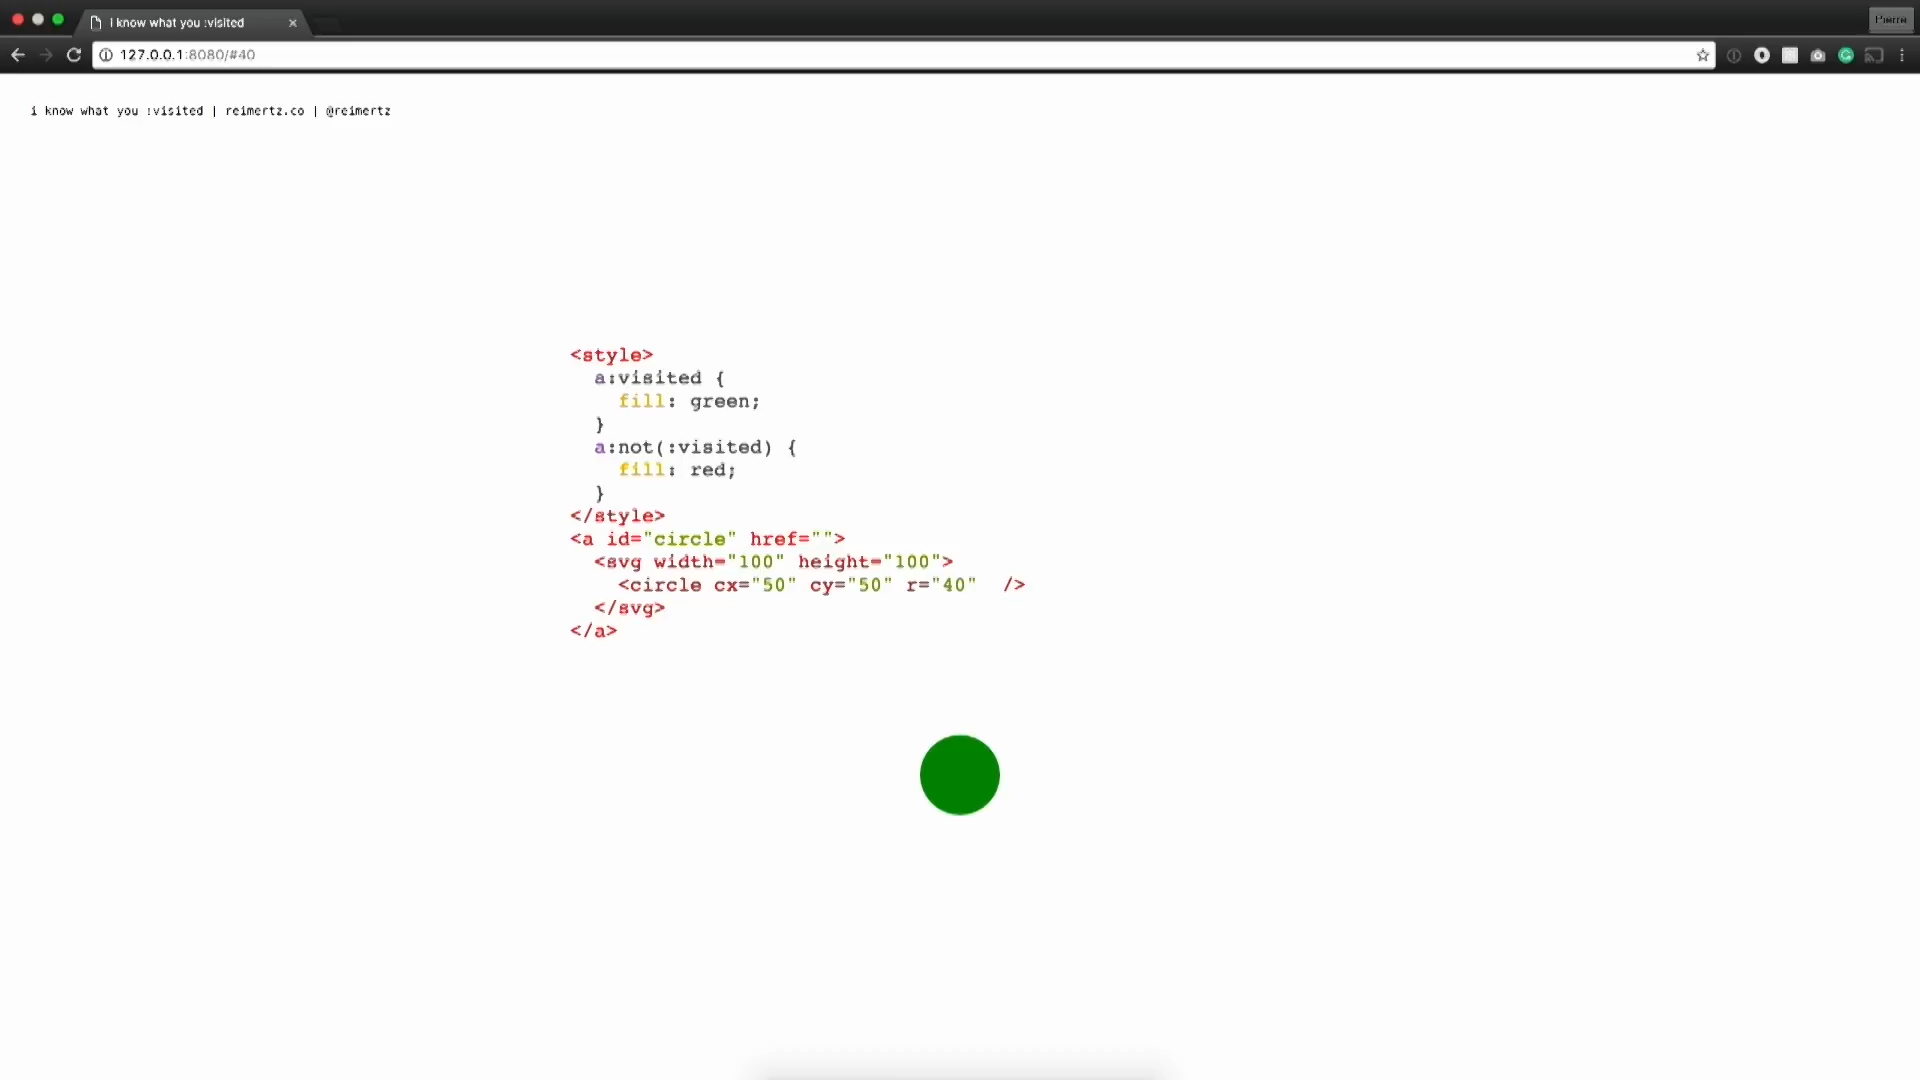 I know what you :visited
Pierre
127.0.0.1:8080/#40
i know what you :visited | reimertz.co | @reimertz
<style>
  a:visited {
    fill: green;
  }
  a:not(:visited) {
    fill: red;
  }
</style>
<a id="circle" href="">
  <svg width="100" height="100">
    <circle cx="50" cy="50" r="40"  />
  </svg>
</a>